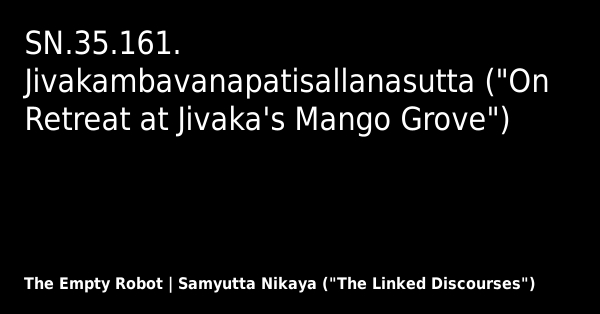 SN.35.161.
Jivakambavanapatisallanasutta ("On
Retreat at Jivaka's Mango Grove")
The Empty Robot | Samyutta Nikaya ("The Linked Discourses")